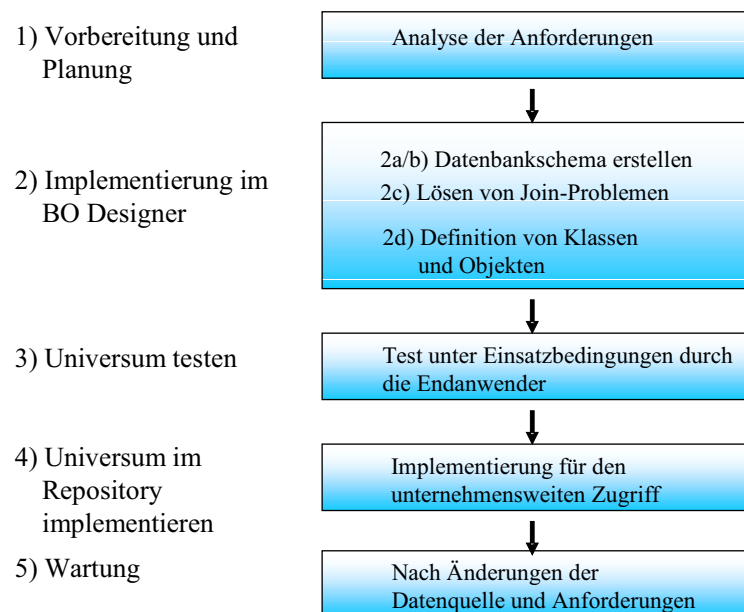 1) Vorbereitung und
Planung
Analyse der Anforderungen
2) Implementierung im
BO Designer
2a/b) Datenbankschema erstellen
2c) Lösen von Join-Problemen
2d) Definition von Klassen
und Objekten
3) Universum testen
Test unter Einsatzbedingungen durch
die Endanwender
4) Universum im
Repository
implementieren
Implementierung für den
unternehmensweiten Zugriff
5) Wartung
Nach Änderungen der
Datenquelle und Anforderungen